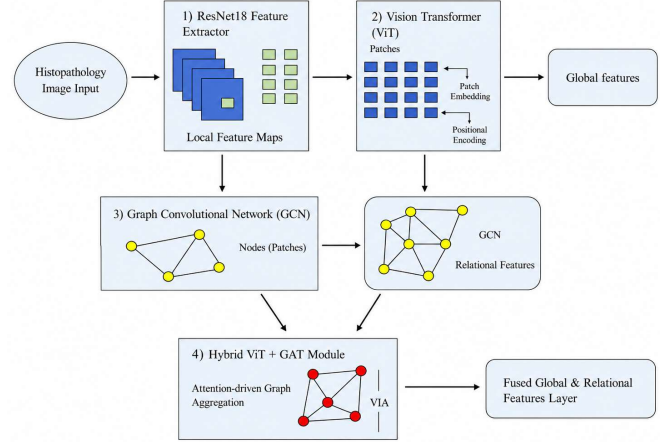 Histopathology
Image Input
1) ResNet18 Feature
Extractor
Local Feature Maps
2) Vision Transformer
(ViT)
Patches
Patch
Embedding
Positional
Encoding
Global features
3) Graph Convolutional Network (GCN)
Nodes (Patches)
GCN
Relational Features
4) Hybrid ViT + GAT Module
Attention-driven Graph
Aggregation
VIA
Fused Global & Relational
Features Layer